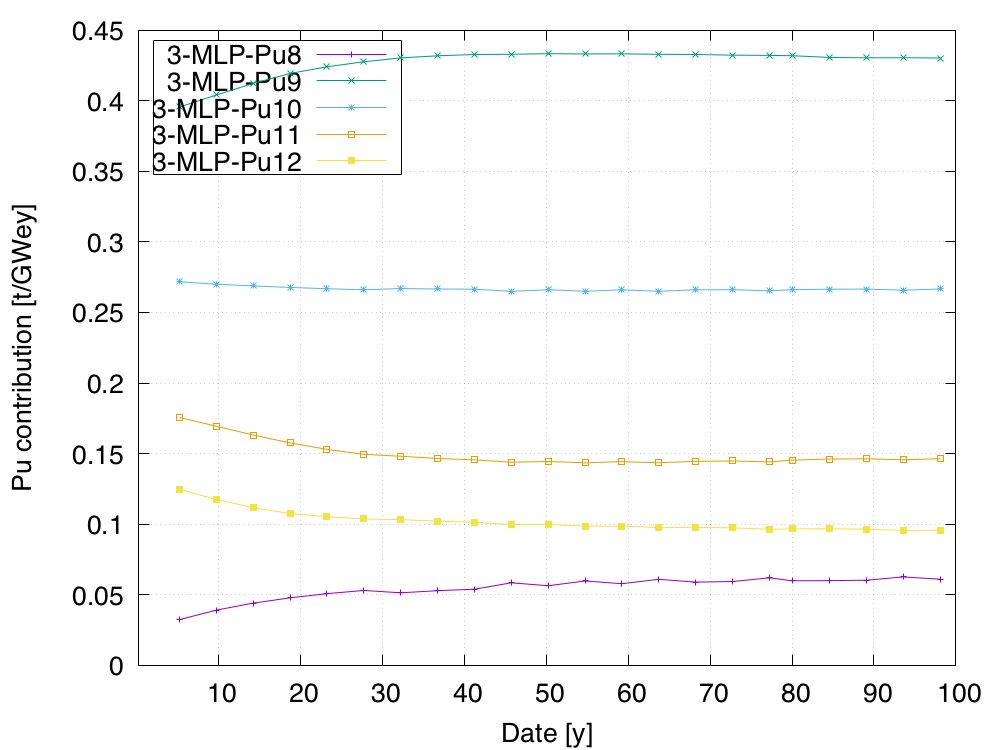 0.45
0.4
0.35
0.3
0.25
0.2
0.15
0.1
0.05
0
Pu contribution [t/GWey]
3-MLP-Pu8
3-MLP-Pu9
3-MLP-Pu10
3-MLP-Pu11
3-MLP-Pu12
10 20 30 40 50 60 70 80 90 100
Date [y]